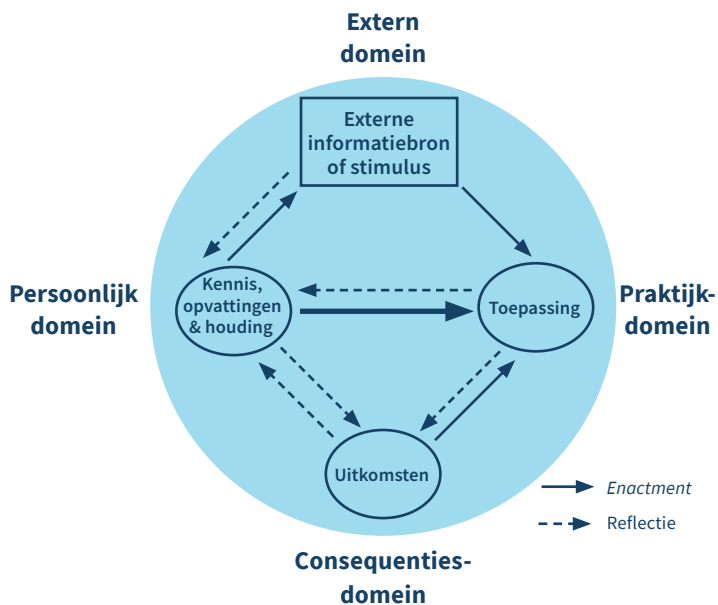 Extern
domein
Externe
informatiebron
of stimulus
Persoonlijk
domein
Kennis,
opvattingen
& houding
Toepassing
Praktijk-
domein
Uitkomsten
Enactment
Reflectie
Consequenties-
domein